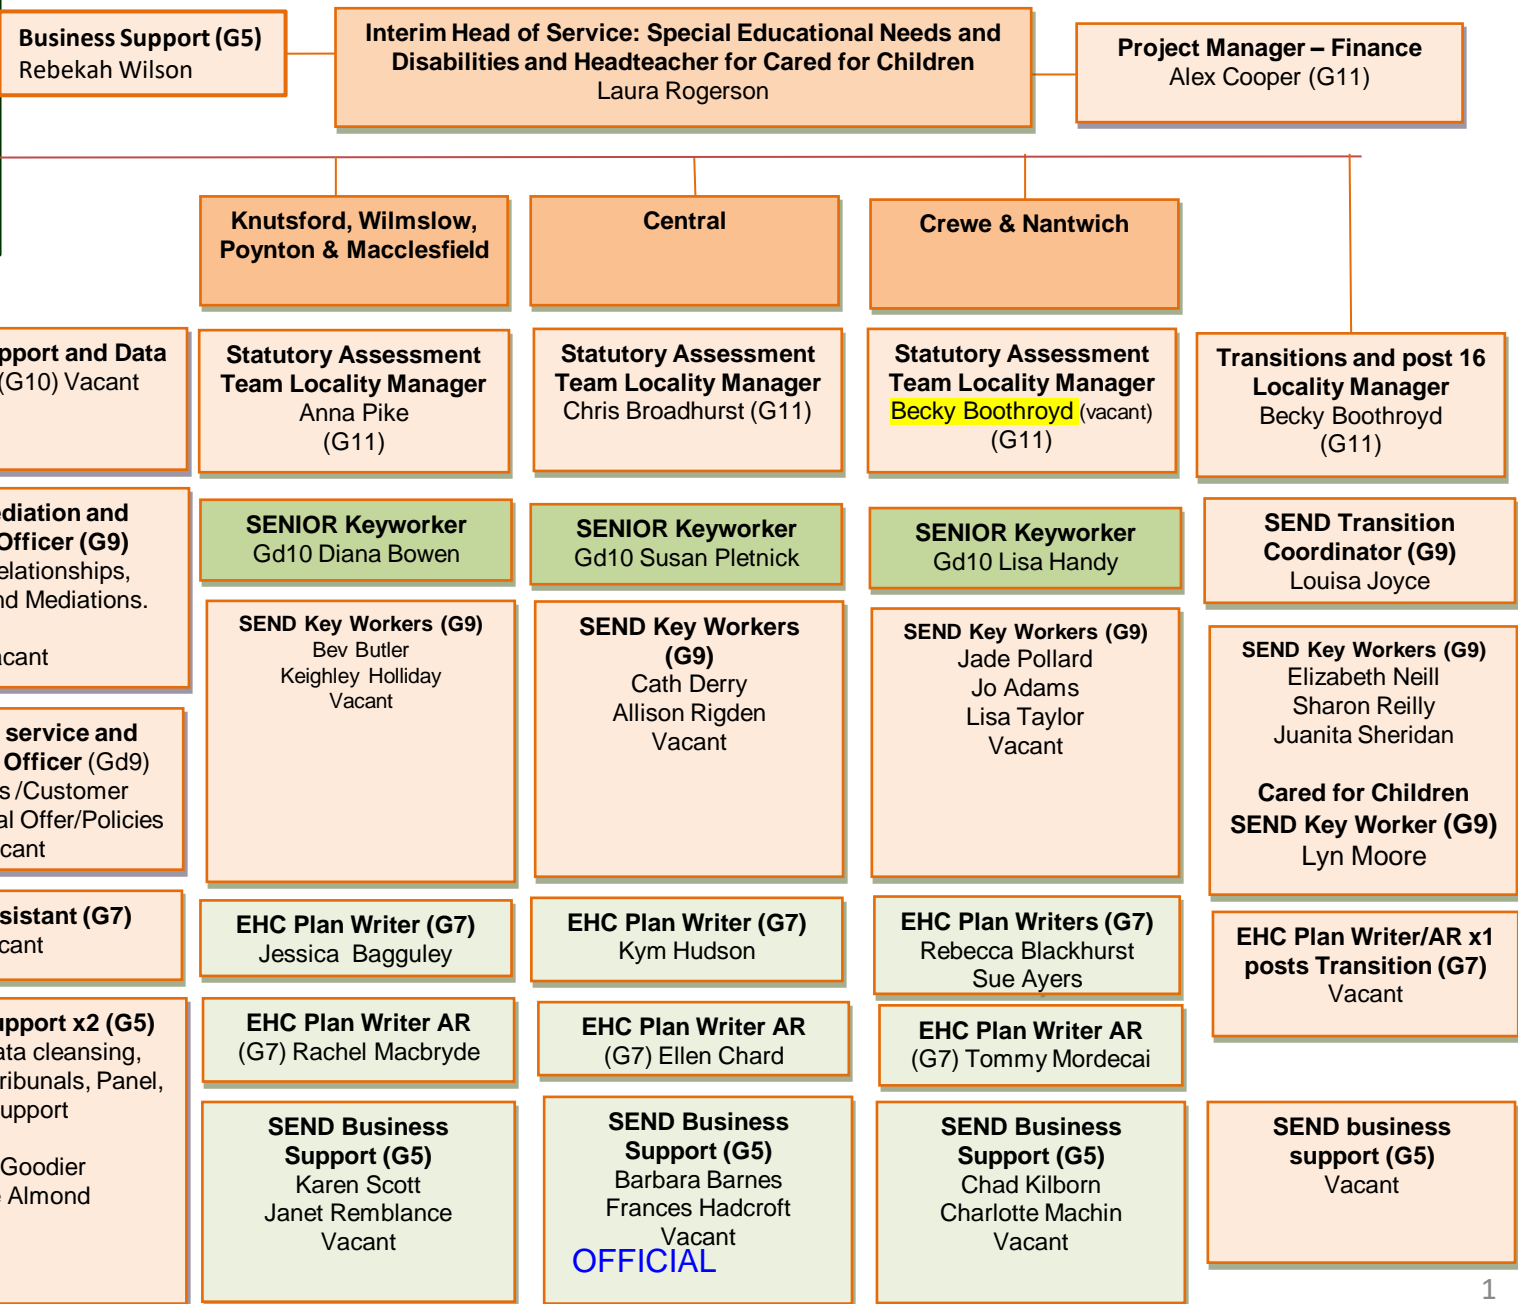 Business Support (G5)
Rebekah Wilson
Interim Head of Service: Special Educational Needs and
Disabilities and Headteacher for Cared for Children
Laura Rogerson
Project Manager – Finance
Alex Cooper (G11)
Knutsford, Wilmslow,
Poynton & Macclesfield
Central
Crewe & Nantwich
pport and Data
(G10) Vacant
Statutory Assessment
Team Locality Manager
Anna Pike
(G11)
Statutory Assessment
Team Locality Manager
Chris Broadhurst (G11)
Statutory Assessment
Team Locality Manager
Becky Boothroyd (vacant)
(G11)
Transitions and post 16
Locality Manager
Becky Boothroyd
(G11)
ediation and
Officer (G9)
elationships,
nd Mediations.
acant
SENIOR Keyworker
Gd10 Diana Bowen
SENIOR Keyworker
Gd10 Susan Pletnick
SENIOR Keyworker
Gd10 Lisa Handy
SEND Transition
Coordinator (G9)
Louisa Joyce
SEND Key Workers (G9)
Bev Butler
Keighley Holliday
Vacant
SEND Key Workers
(G9)
Cath Derry
Allison Rigden
Vacant
SEND Key Workers (G9)
Jade Pollard
Jo Adams
Lisa Taylor
Vacant
SEND Key Workers (G9)
Elizabeth Neill
Sharon Reilly
Juanita Sheridan
Cared for Children
SEND Key Worker (G9)
Lyn Moore
service and
Officer (Gd9)
s /Customer
al Offer/Policies
cant
sistant (G7)
cant
EHC Plan Writer (G7)
Jessica Bagguley
EHC Plan Writer (G7)
Kym Hudson
EHC Plan Writers (G7)
Rebecca Blackhurst
Sue Ayers
EHC Plan Writer/AR x1
posts Transition (G7)
Vacant
upport x2 (G5)
ata cleansing,
ribunals, Panel,
upport
Goodier
Almond
EHC Plan Writer AR
(G7) Rachel Macbryde
EHC Plan Writer AR
(G7) Ellen Chard
EHC Plan Writer AR
(G7) Tommy Mordecai
SEND Business
Support (G5)
Karen Scott
Janet Remblance
Vacant
SEND Business
Support (G5)
Barbara Barnes
Frances Hadcroft
Vacant
SEND Business
Support (G5)
Chad Kilborn
Charlotte Machin
Vacant
SEND business
support (G5)
Vacant
OFFICIAL
1